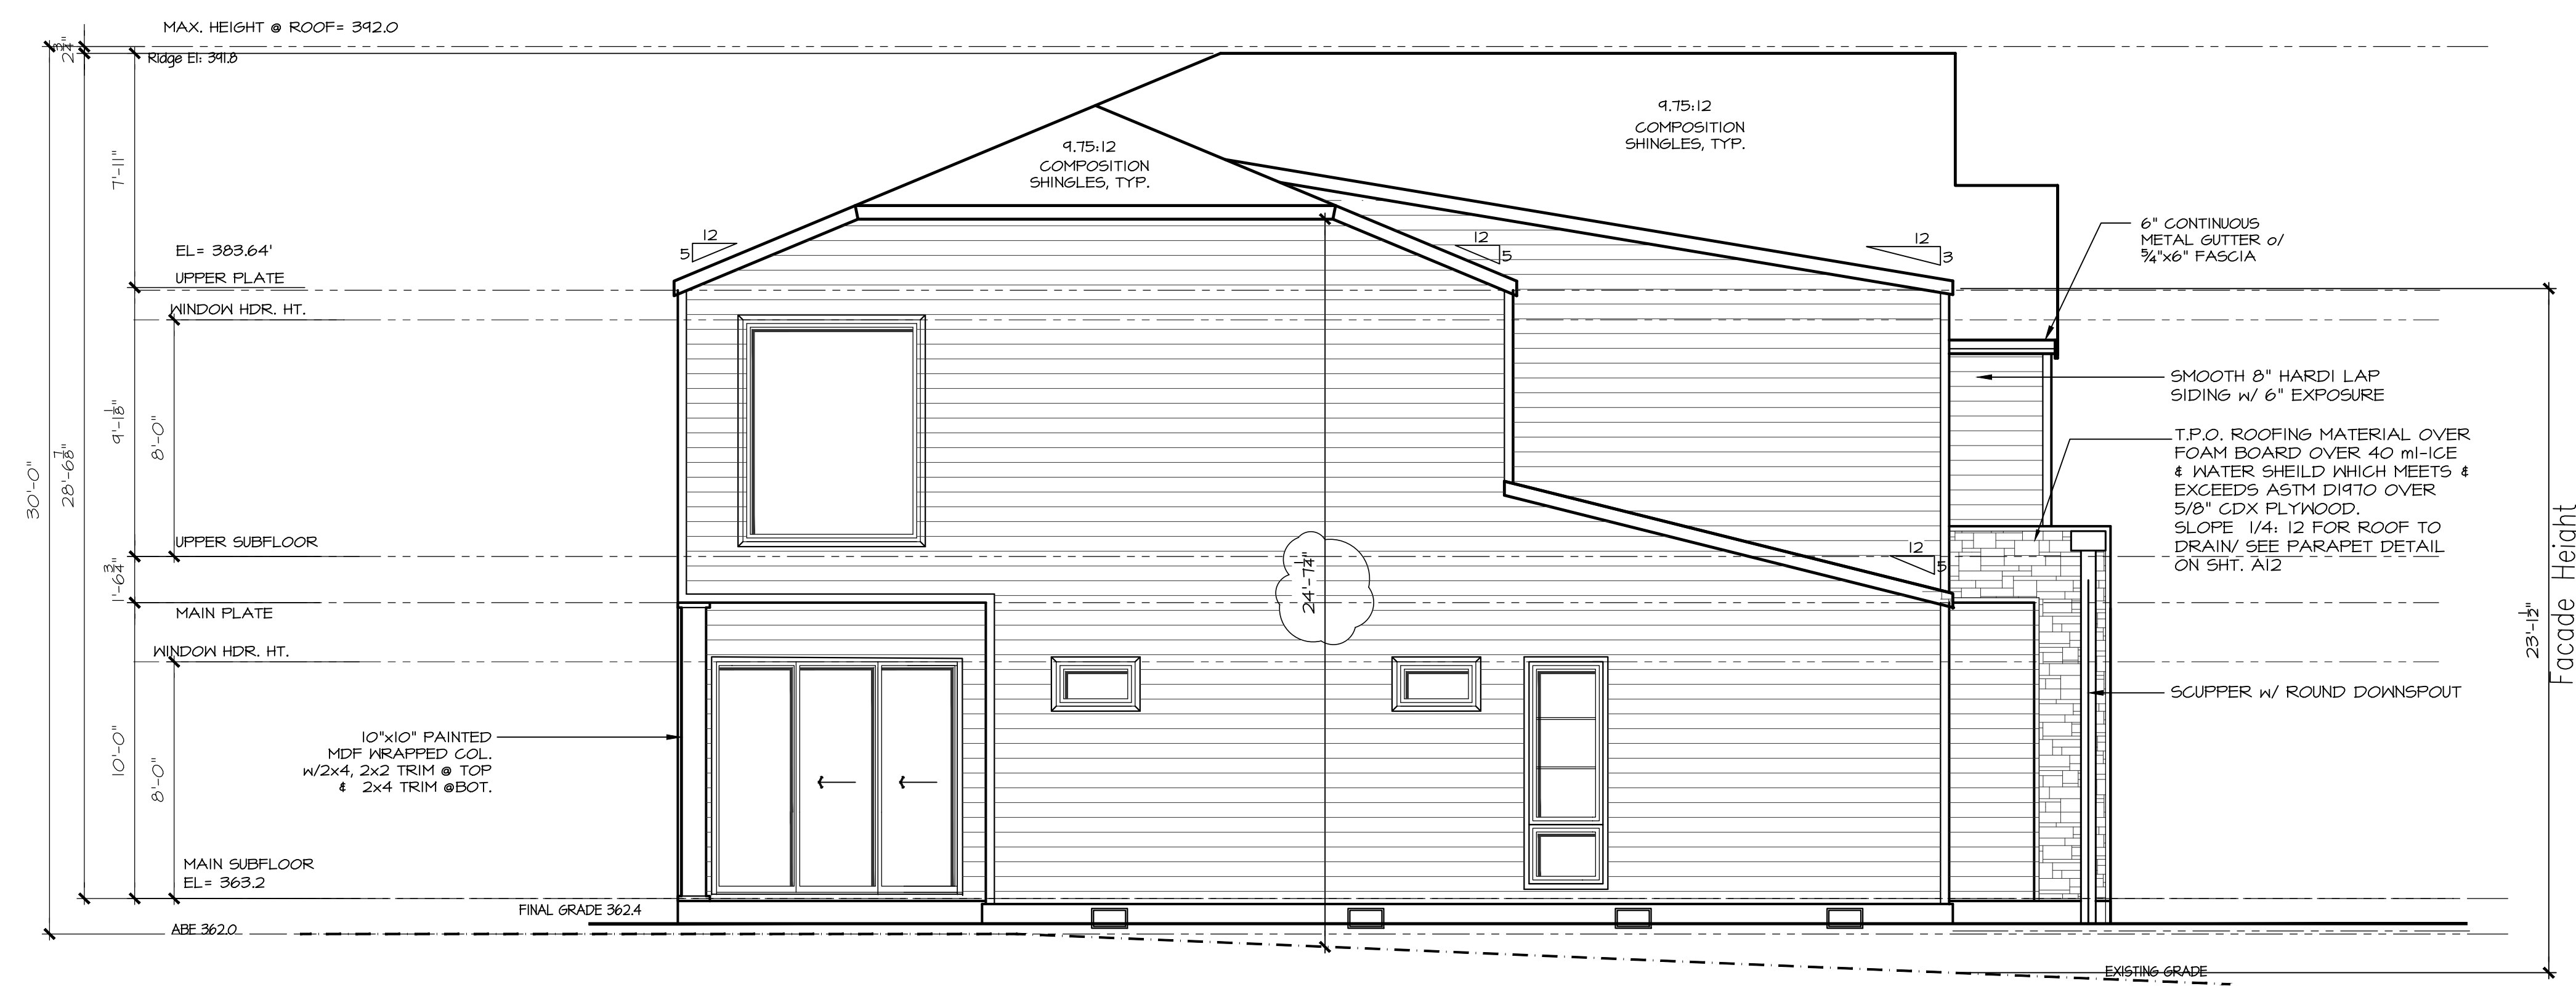 MAX. HEIGHT @ ROOF= 392.0
2 3/4"
Ridge El: 391.8
9.75:12
COMPOSITION
SHINGLES, TYP.
9.75:12
COMPOSITION
SHINGLES, TYP.
7'-11"
6" CONTINUOUS
METAL GUTTER o/
5/4"x6" FASCIA
12
5
12
5
12
3
EL= 383.64'
UPPER PLATE
WINDOW HDR. HT.
SMOOTH 8" HARDI LAP
SIDING w/ 6" EXPOSURE
9'-1 1/8"
8'-0"
30'-0"
28'-6 7/8"
T.P.O. ROOFING MATERIAL OVER
FOAM BOARD OVER 40 ml-ICE
& WATER SHEILD WHICH MEETS &
EXCEEDS ASTM D1970 OVER
5/8" CDX PLYWOOD.
SLOPE 1/4: 12 FOR ROOF TO
DRAIN/ SEE PARAPET DETAIL
ON SHT. A12
UPPER SUBFLOOR
12
5
1'-6 3/4"
24'-7 1/4"
MAIN PLATE
23'-1 1/2"
Facade Height
WINDOW HDR. HT.
SCUPPER w/ ROUND DOWNSPOUT
10'-0"
8'-0"
10"x10" PAINTED
MDF WRAPPED COL.
w/2x4, 2x2 TRIM @ TOP
& 2x4 TRIM @BOT.
MAIN SUBFLOOR
EL= 363.2
FINAL GRADE 362.4
ABE 362.0
EXISTING GRADE